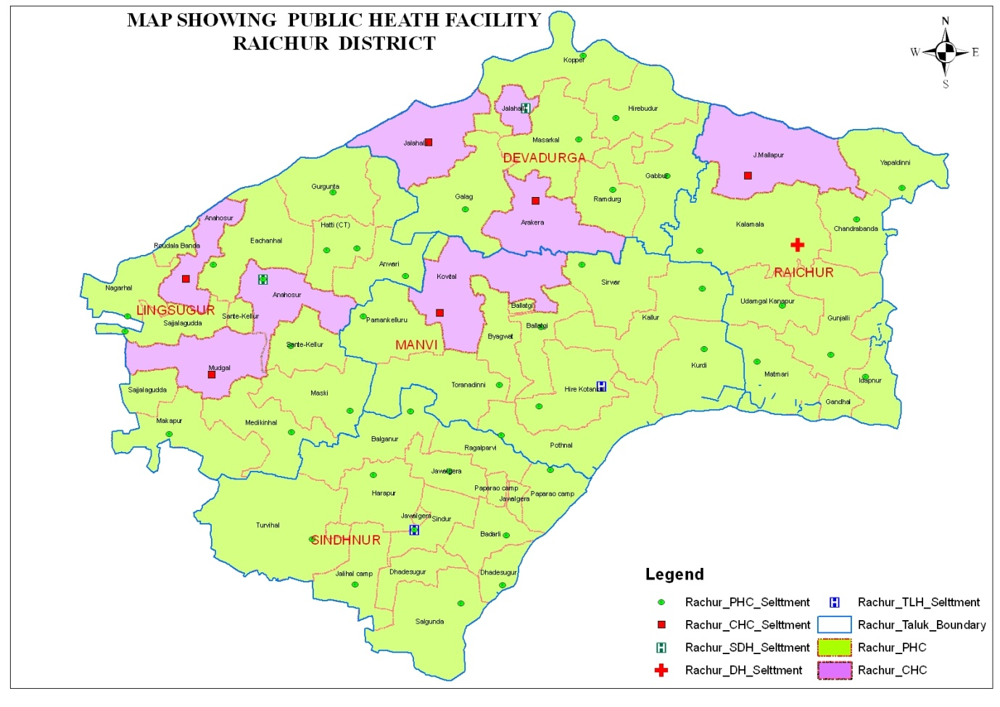 MAP SHOWING PUBLIC HEATH FACILITY
RAICHUR DISTRICT
N
W E
S
Kopper
Jalahalli
Hirebudur
Masarkal
DEVADURGA
Jalahalli
J.Mallapur
Yapaldinni
Gabbur
Gurgunta
Galag
Ramdurg
Anahosur
Arakera
Hatti (CT)
Kalamala
Chandrabanda
Roudala Banda
Eachanhal
Anwari
RAICHUR
Kovital
Sirwar
Nagarhal
Anahosur
Udamgal Kanapur
LINGSUGUR
Ballatgi
Sante-Kellur
Sajjalagudda
Pamankelluru
Kallur
Gunjalli
Ballatgi
Byagwat
MANVI
Sante-Kellur
Kurdi
Mudgal
Matmari
Idapnur
Toranadinni
Hire Kotankal
Sajjalagudda
Maski
Gandhal
Makapur
Medikinhal
Balganur
Ragalparvi
Pothnal
Jawalgera
Paparao camp
Harapur
Paparao camp
Jawalgera
Jawalgera
Sindur
Turvihal
Badarli
SINDHNUR
Jalihal camp
Dhadesugur
Dhadesugur
Salgunda
Legend
Rachur_PHC_Selttment
Rachur_TLH_Selttment
Rachur_CHC_Selttment
Rachur_Taluk_Boundary
Rachur_SDH_Selttment
Rachur_PHC
Rachur_DH_Selttment
Rachur_CHC